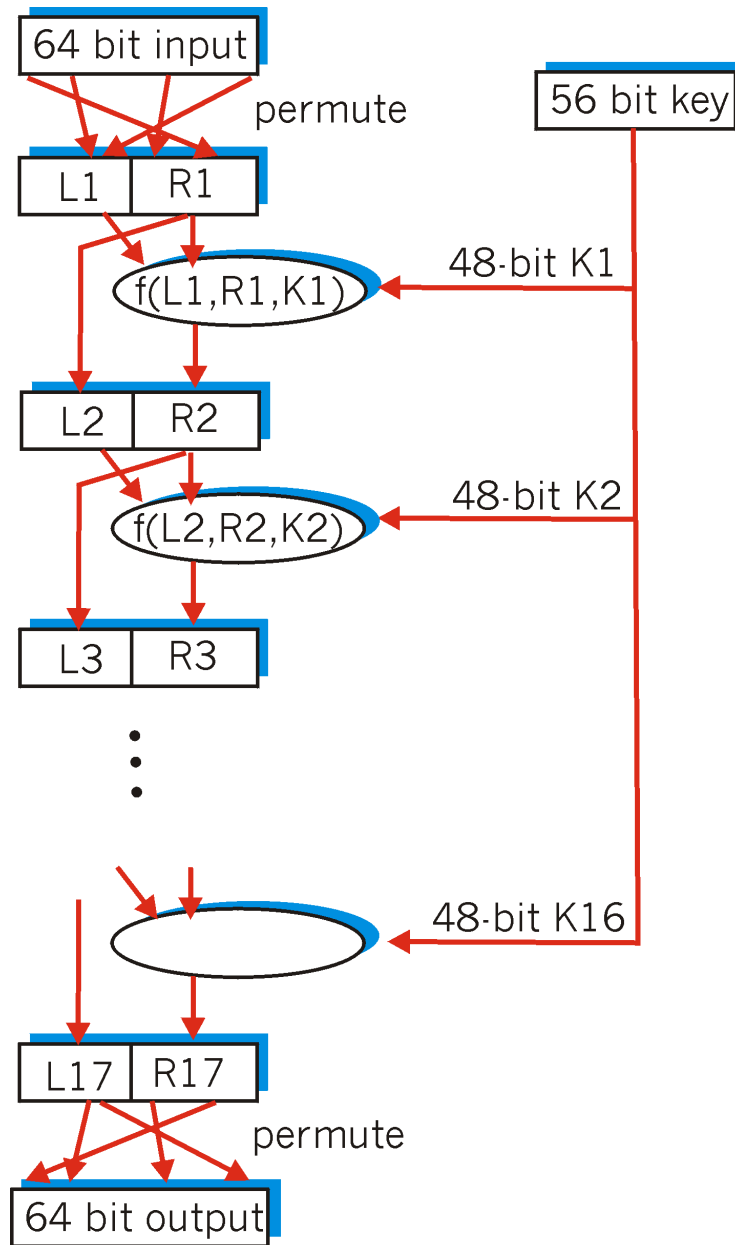 64 bit input
56 bit key
permute
L1
R1
48-bit K1
f(L1,R1,K1)
L2
R2
48-bit K2
f(L2,R2,K2)
L3
R3
48-bit K16
L17
R17
permute
64 bit output